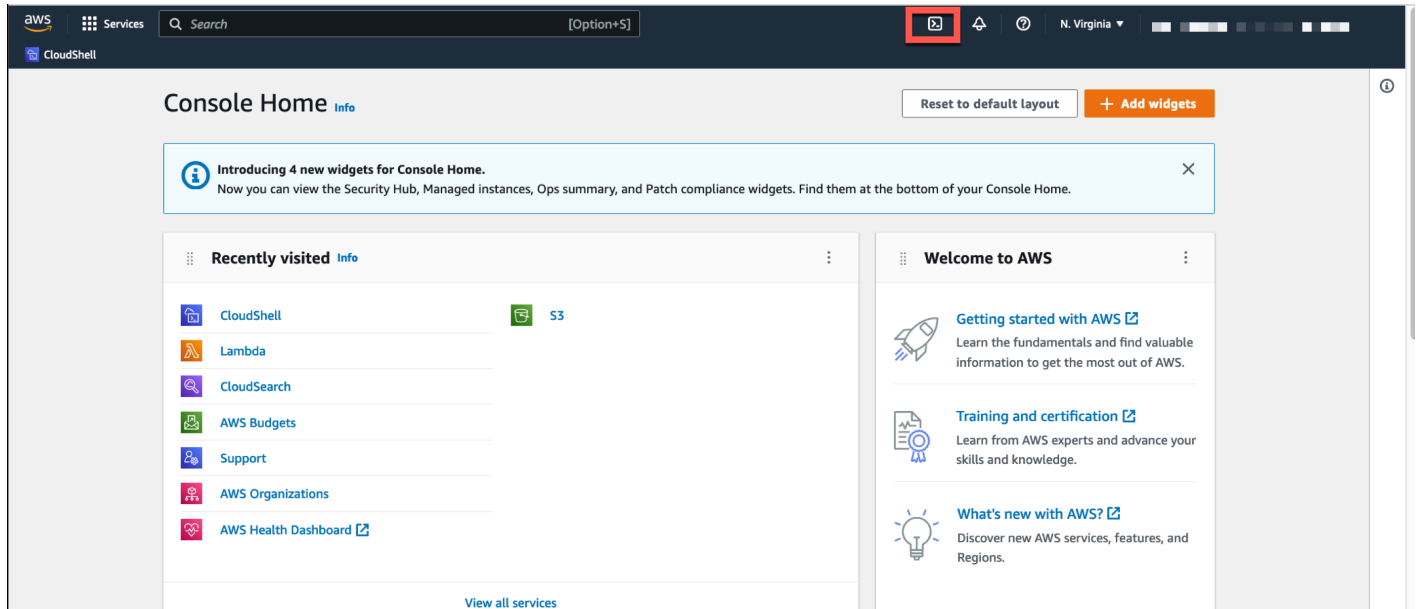 aws
Services
Search
[Option+S]
N. Virginia
CloudShell
Console Home Info
Reset to default layout
+ Add widgets
Introducing 4 new widgets for Console Home.
Now you can view the Security Hub, Managed instances, Ops summary, and Patch compliance widgets. Find them at the bottom of your Console Home.
Recently visited Info
CloudShell
Lambda
CloudSearch
AWS Budgets
Support
AWS Organizations
AWS Health Dashboard
S3
View all services
Welcome to AWS
Getting started with AWS
Learn the fundamentals and find valuable
information to get the most out of AWS.
Training and certification
Learn from AWS experts and advance your
skills and knowledge.
What's new with AWS?
Discover new AWS services, features, and
Regions.